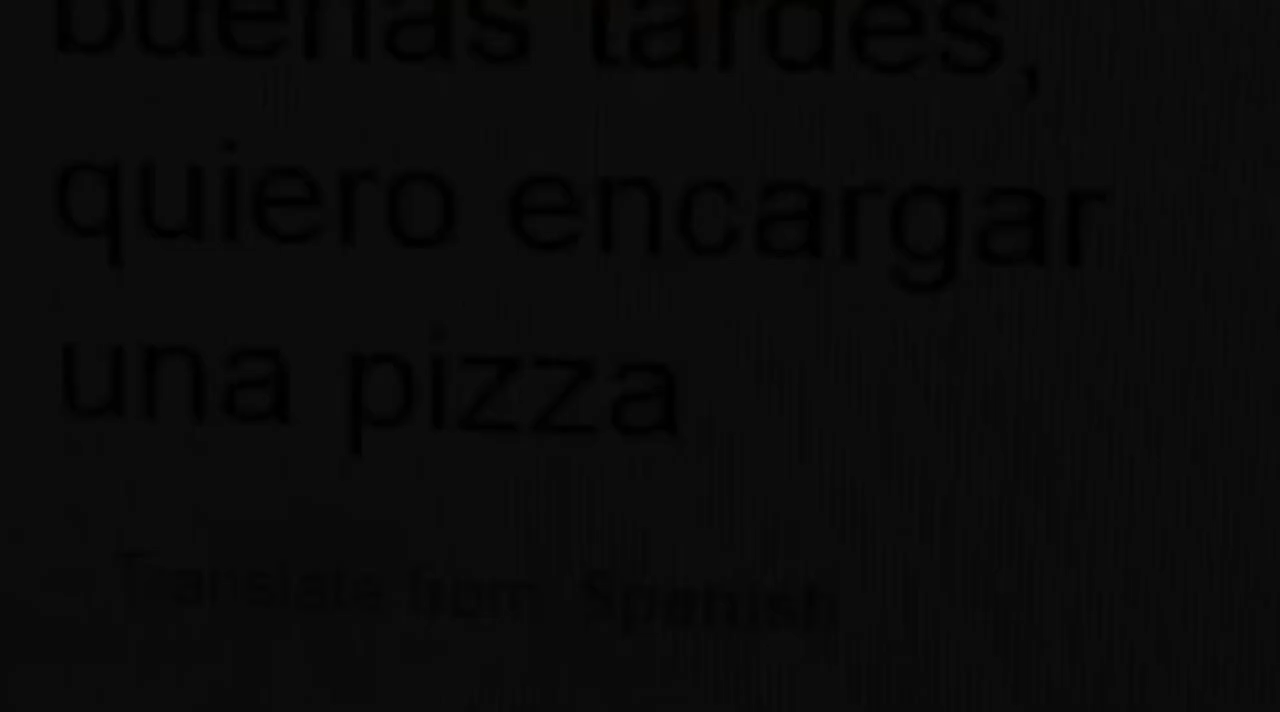 buenas tardes,
quiero encargar
una pizza
Translate from Spanish